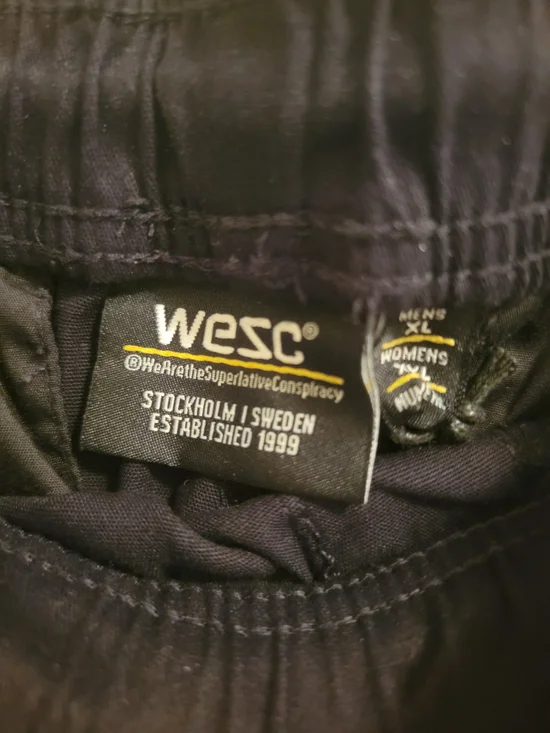 wesc®
®WeAretheSuperlativeConspiracy
STOCKHOLM | SWEDEN
ESTABLISHED 1999
MENS
XL
WOMENS